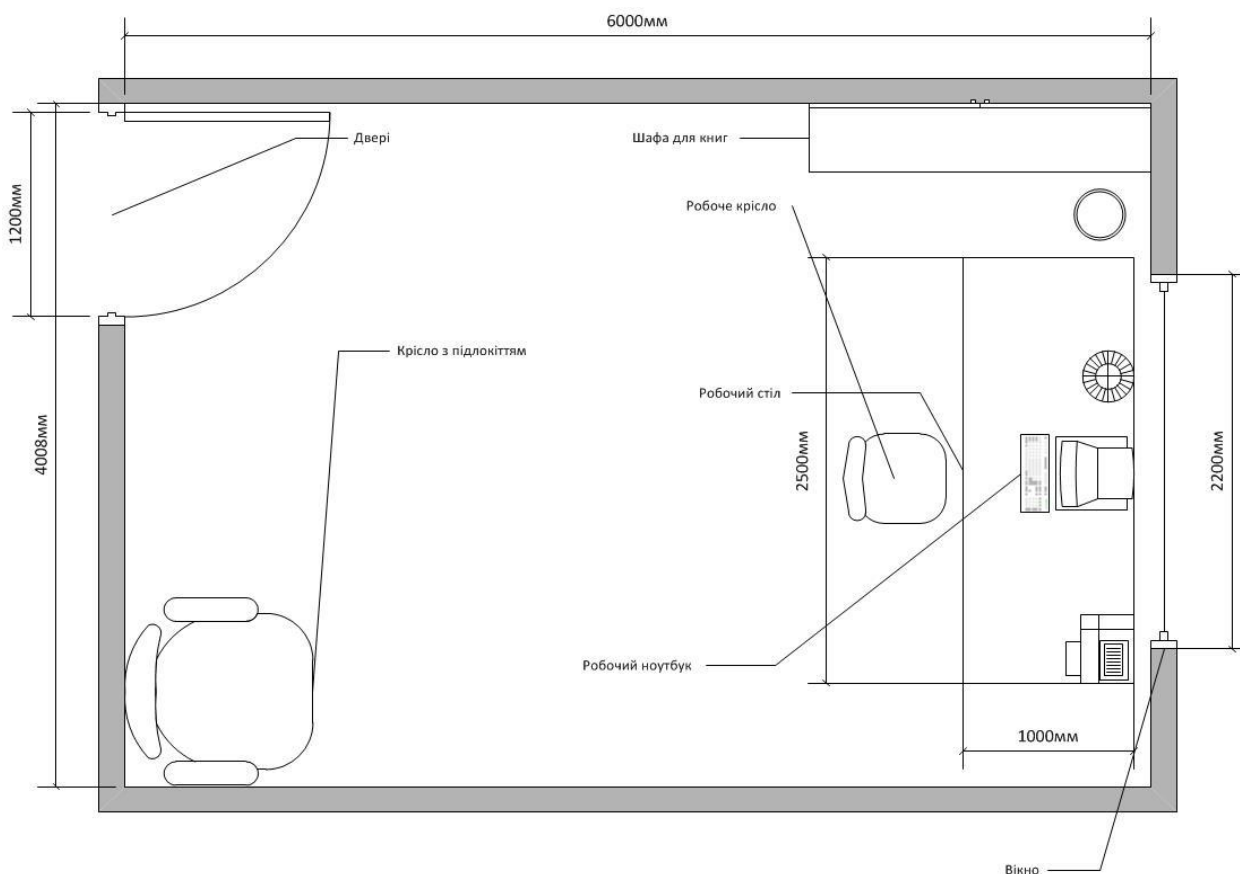 6000мм
Двері
Шафа для книг
1200мм
Робоче крісло
Крісло з підлокіттям
Робочий стіл
4008мм
2500мм
2200мм
Робочий ноутбук
1000мм
Вікно